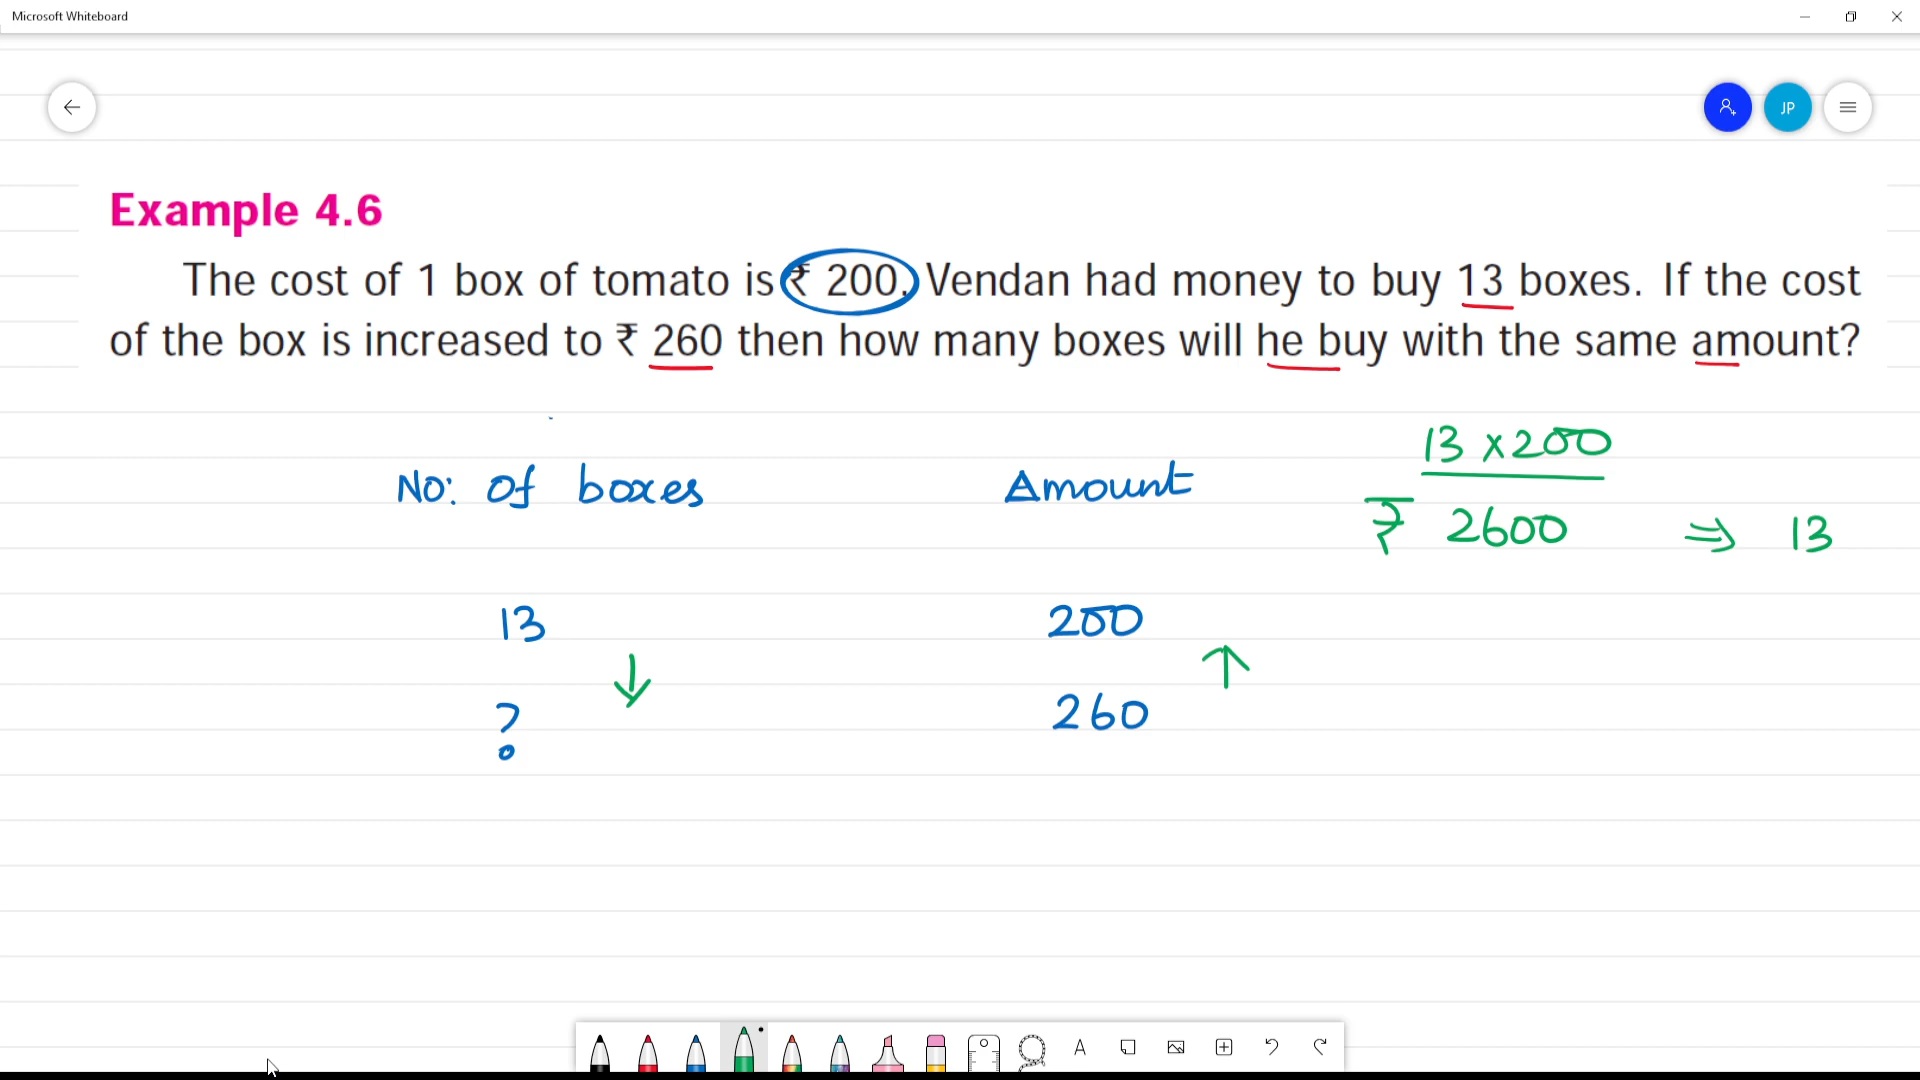 Microsoft Whiteboard
JP
Example 4.6
The cost of 1 box of tomato is ₹ 200. Vendan had money to buy 13 boxes. If the cost
of the box is increased to ₹ 260 then how many boxes will he buy with the same amount?
13 x 200
No: of boxes Amount
₹ 2600 ⇒ 13
13 ↓ 200 ↑
? 260
A